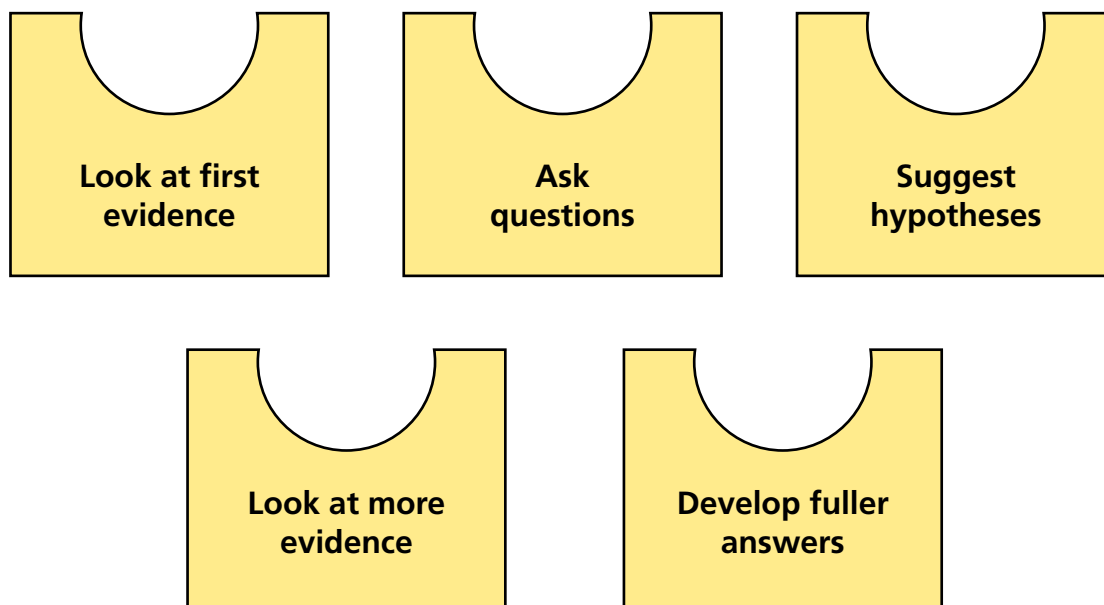 Look at first
evidence
Ask
questions
Suggest
hypotheses
Look at more
evidence
Develop fuller
answers